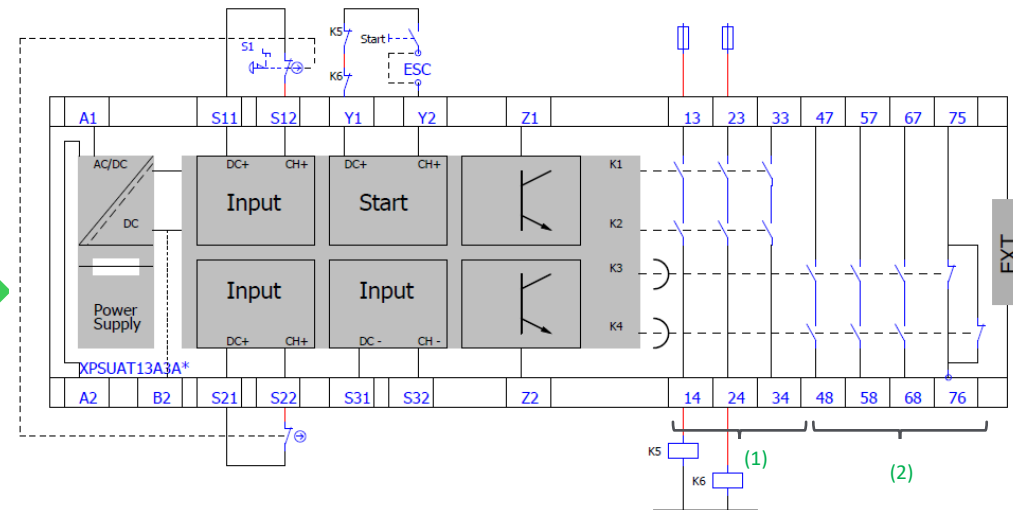 K5
Start
S1
K6
ESC
A1 S11 S12 Y1 Y2 Z1 13 23 33 47 57 67 75
AC/DC DC+ CH+ DC+ CH+ K1
Input Start
DC K2
EXT
K3
Input Input
Power
Supply
K4
DC+ CH+ DC - CH -
XPSUAT13A3A*
A2 B2 S21 S22 S31 S32 Z2 14 24 34 48 58 68 76
K5 (1)
(2)
K6